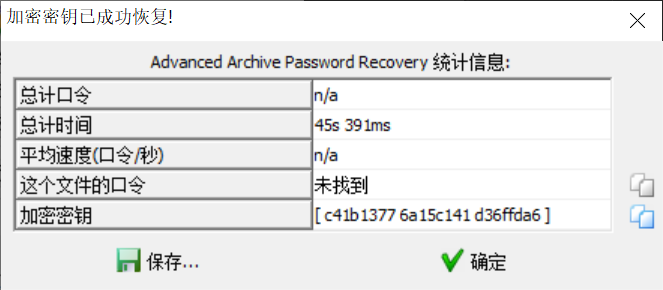 加密密钥已成功恢复!
Advanced Archive Password Recovery 统计信息:
总计口令 n/a
总计时间 45s 391ms
平均速度(口令/秒) n/a
这个文件的口令 未找到
加密密钥 [ c41b1377 6a15c141 d36ffda6 ]
保存... 确定